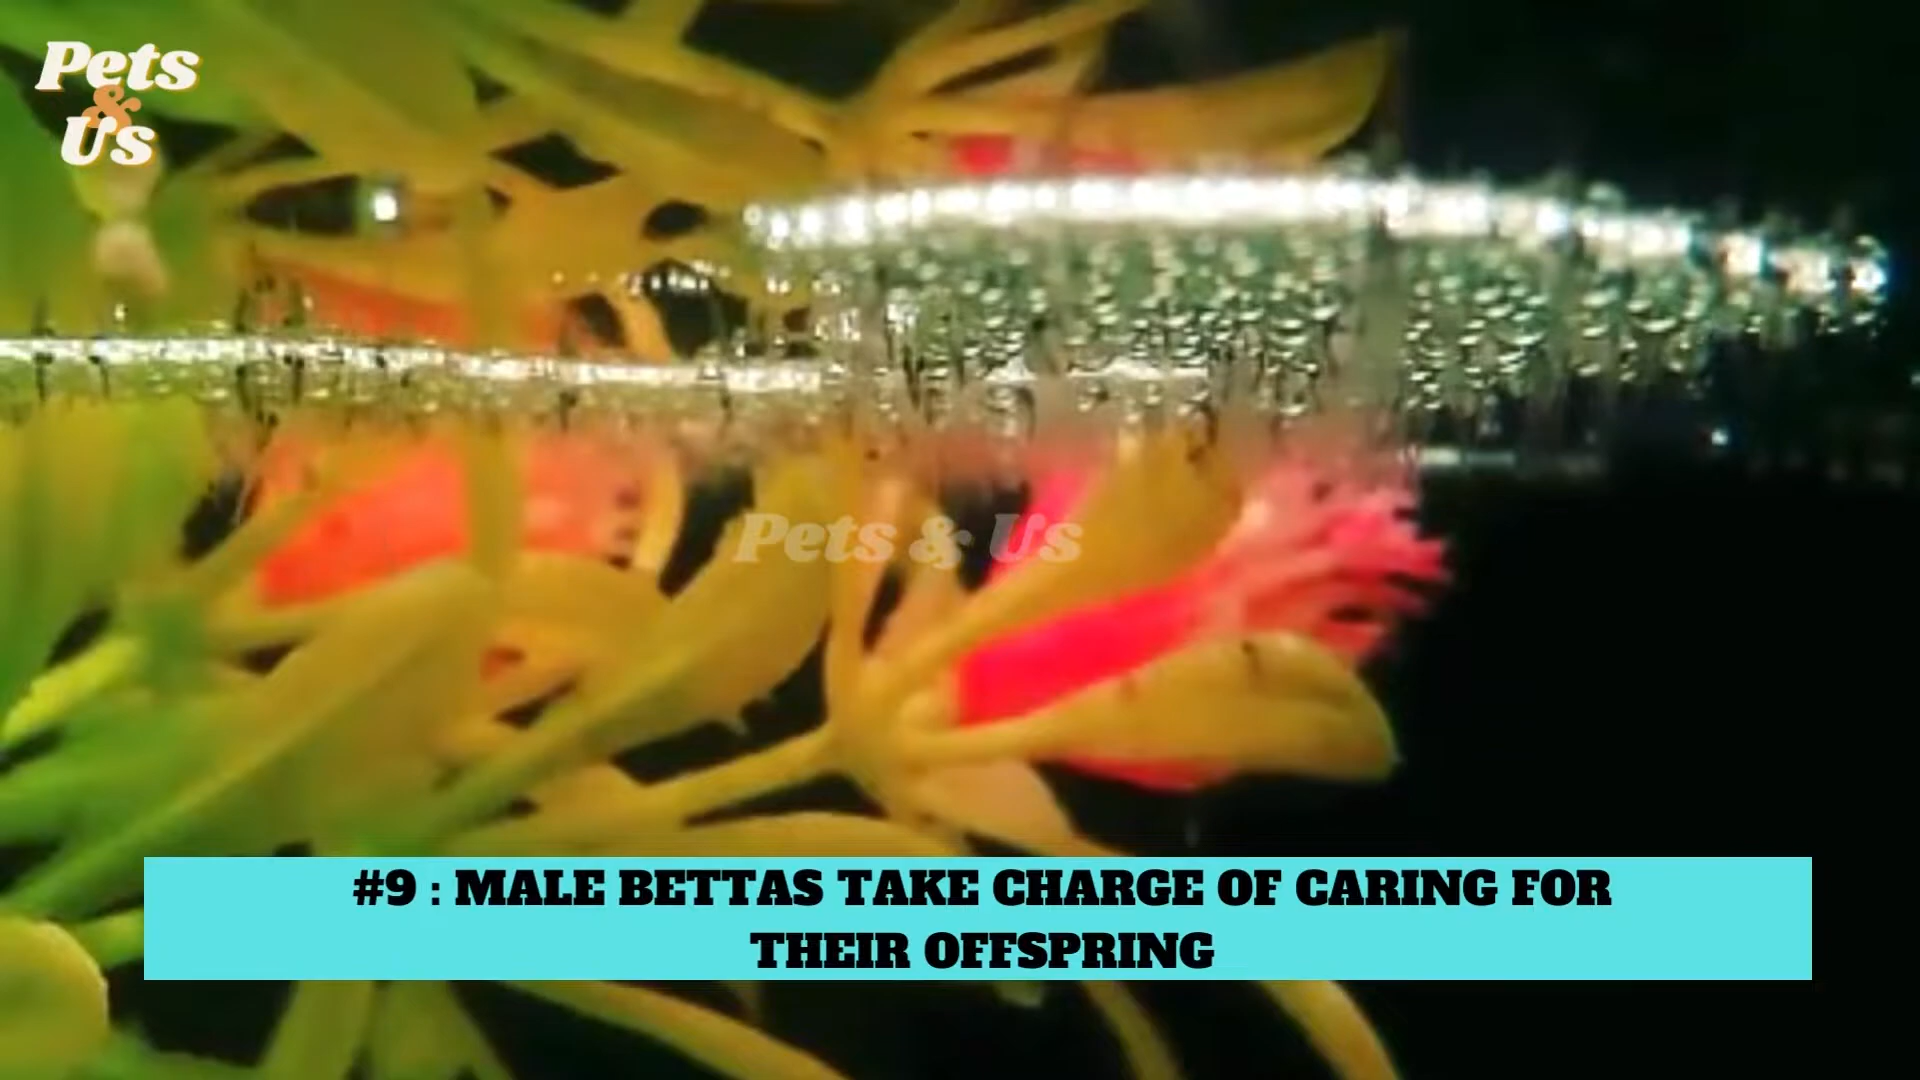 Pets
&
Us
Pets & Us
#9 : MALE BETTAS TAKE CHARGE OF CARING FOR
THEIR OFFSPRING